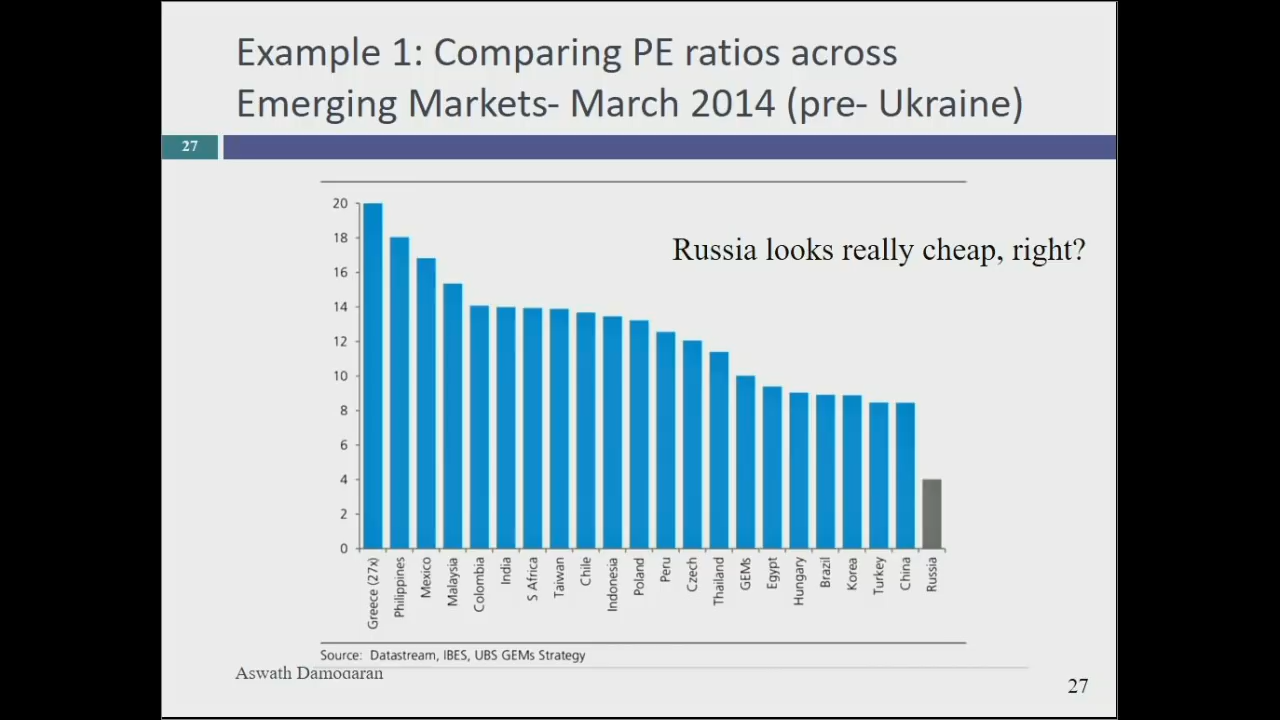 Example 1: Comparing PE ratios across
Emerging Markets- March 2014 (pre- Ukraine)
27
Russia looks really cheap, right?
20
18
16
14
12
10
8
6
4
2
0
Greece (27x)
Philippines
Mexico
Malaysia
Colombia
India
S Africa
Taiwan
Chile
Indonesia
Poland
Peru
Czech
Thailand
GEMs
Egypt
Hungary
Brazil
Korea
Turkey
China
Russia
Source: Datastream, IBES, UBS GEMs Strategy
Aswath Damodaran
27